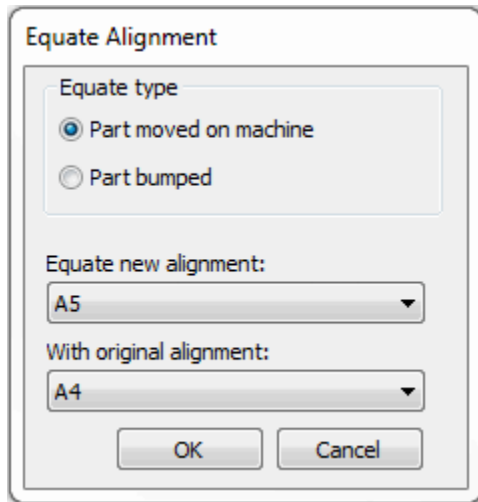 Equate Alignment
Equate type
Part moved on machine
Part bumped
Equate new alignment:
A5
With original alignment:
A4
OK Cancel